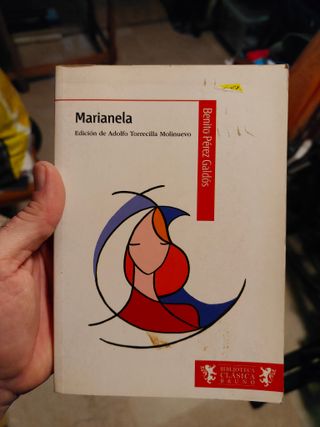 Marianela
Edición de Adolfo Torrecilla Molinuevo
Benito Pérez Galdós
BIBLIOTECA
CLÁSICA
BRUÑO